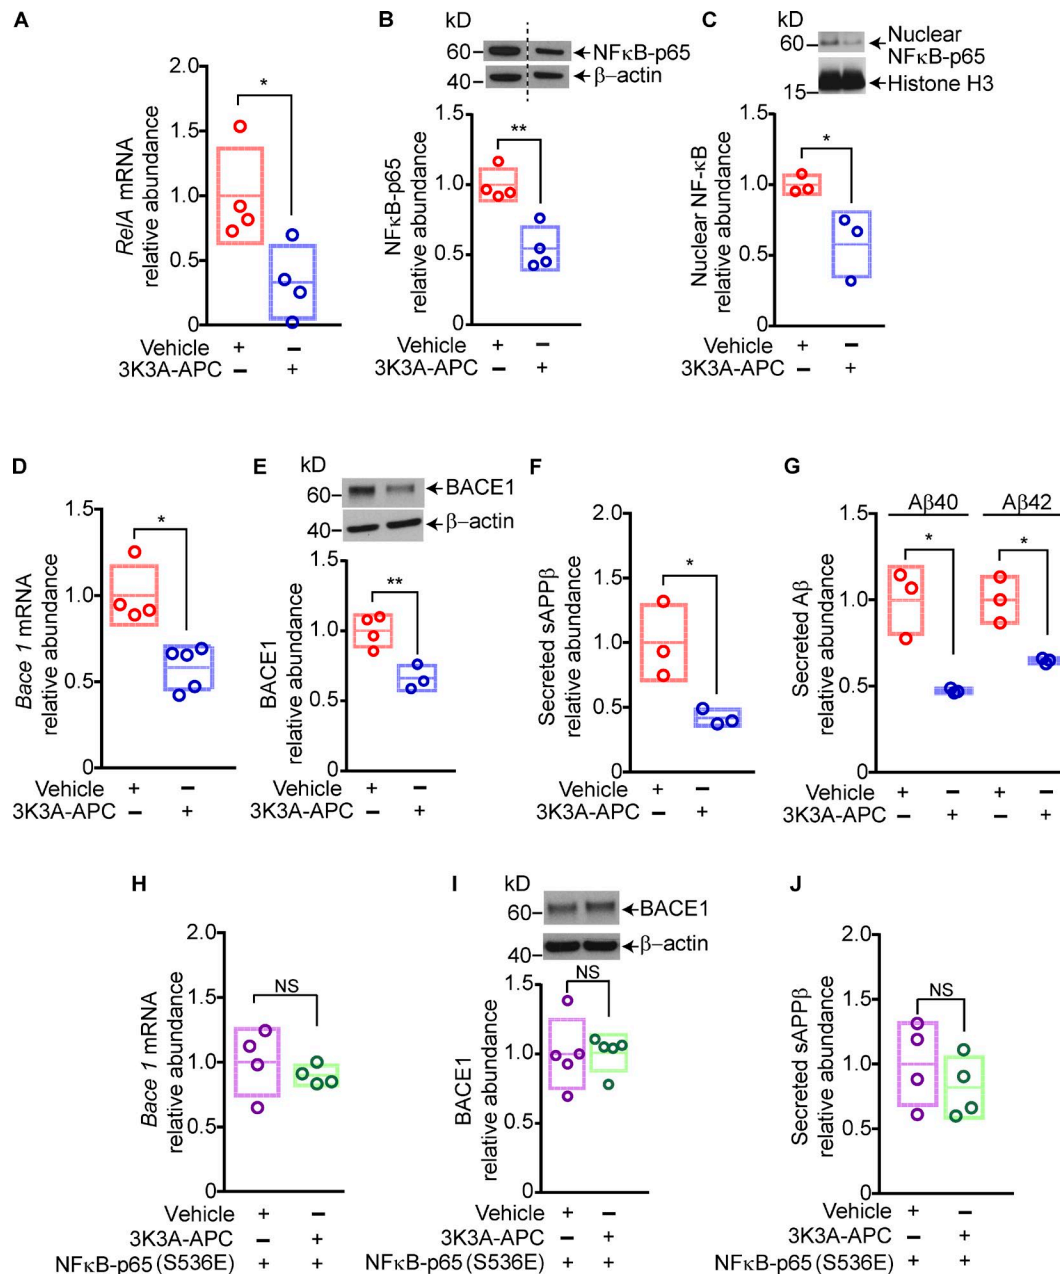 A
RelA mRNA
relative abundance
2.0
1.5
1.0
0.5
0
*
Vehicle + –
3K3A-APC – +
B
kD
60
40
NFκB-p65
β–actin
NFκB-p65
relative abundance
1.5
1.0
0.5
0
**
Vehicle + –
3K3A-APC – +
C
kD
60
15
Nuclear
NFκB-p65
Histone H3
Nuclear NF-κB
relative abundance
1.5
1.0
0.5
0
*
Vehicle + –
3K3A-APC – +
D
Bace 1 mRNA
relative abundance
1.5
1.0
0.5
0
*
Vehicle + –
3K3A-APC – +
E
kD
60
40
BACE1
β–actin
BACE1
relative abundance
1.5
1.0
0.5
0
**
Vehicle + –
3K3A-APC – +
F
Secreted sAPPβ
relative abundance
2.0
1.5
1.0
0.5
0
*
Vehicle + –
3K3A-APC – +
G
Aβ40 Aβ42
Secreted Aβ
relative abundance
1.5
1.0
0.5
0
* *
Vehicle + – + –
3K3A-APC – + – +
H
Bace 1 mRNA
relative abundance
2.0
1.5
1.0
0.5
0
NS
Vehicle + –
3K3A-APC – +
NFκB-p65 (S536E) + +
I
kD
60
40
BACE1
β–actin
BACE1
relative abundance
1.5
1.0
0.5
0
NS
Vehicle + –
3K3A-APC – +
NFκB-p65 (S536E) + +
J
Secreted sAPPβ
relative abundance
2.0
1.5
1.0
0.5
0
NS
Vehicle + –
3K3A-APC – +
NFκB-p65 (S536E) + +